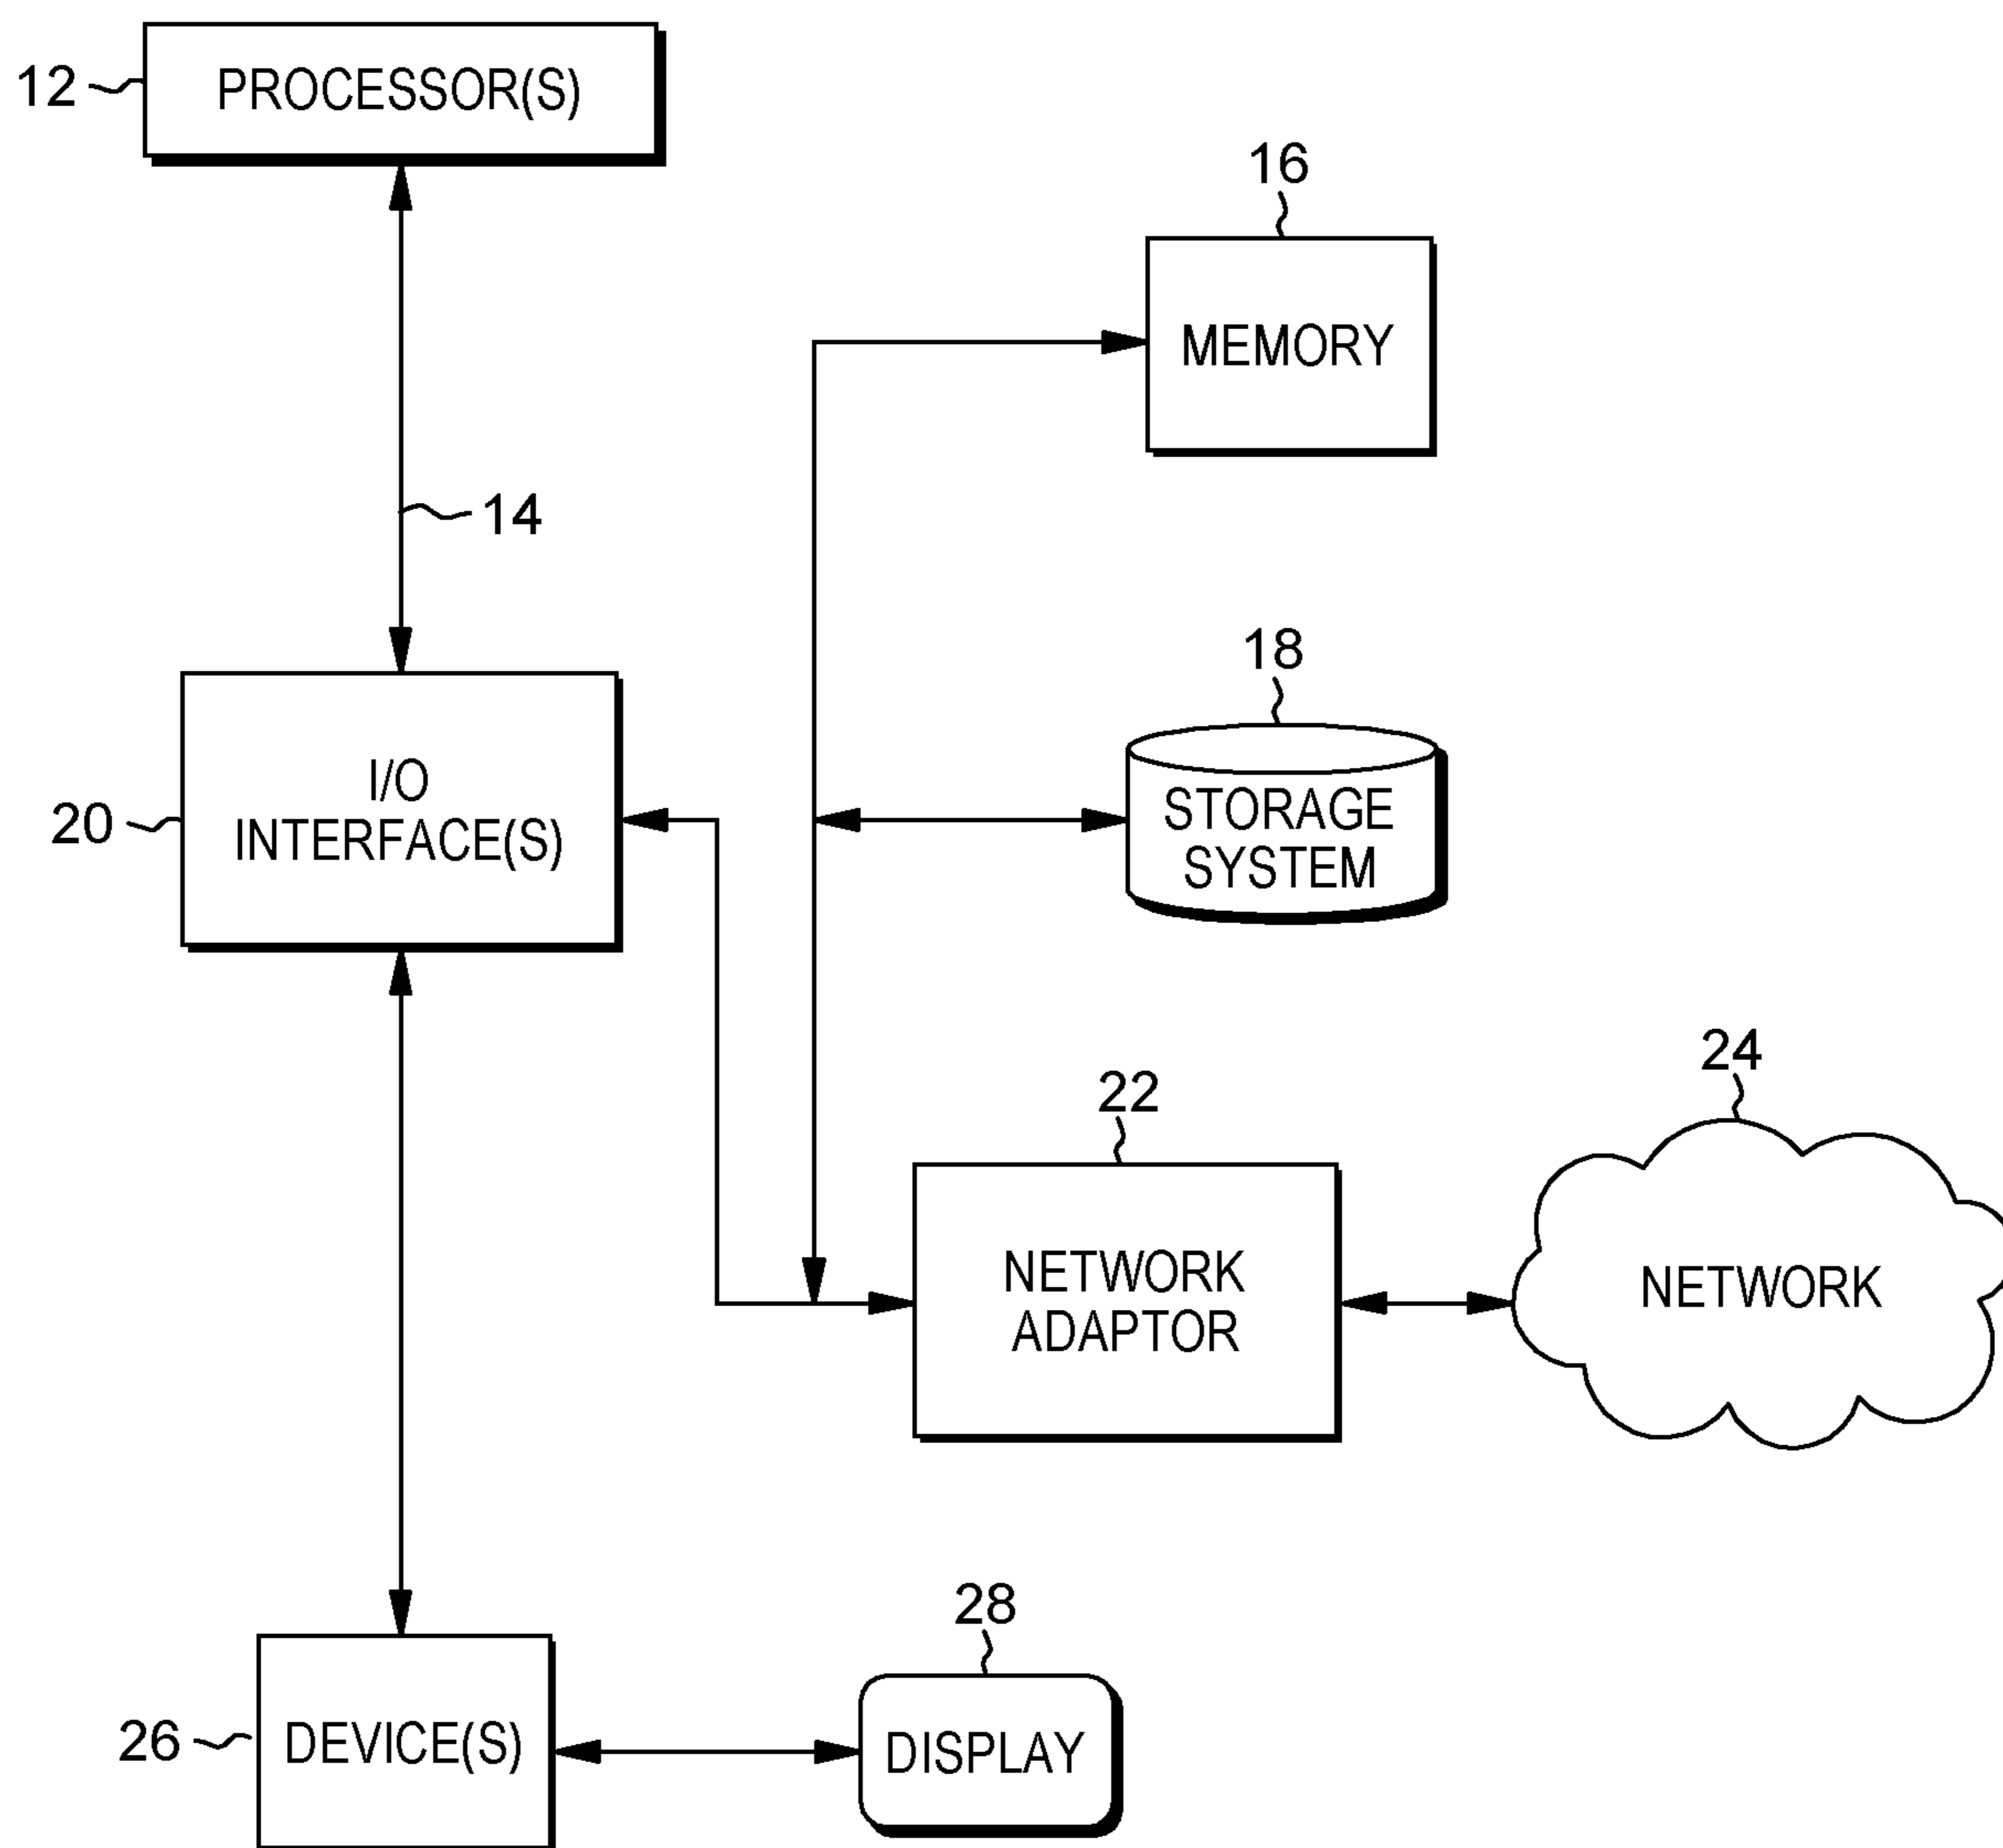 12
PROCESSOR(S)
16
MEMORY
14
18
I/O
INTERFACE(S)
20
STORAGE
SYSTEM
22
24
NETWORK
ADAPTOR
NETWORK
28
26
DEVICE(S)
DISPLAY